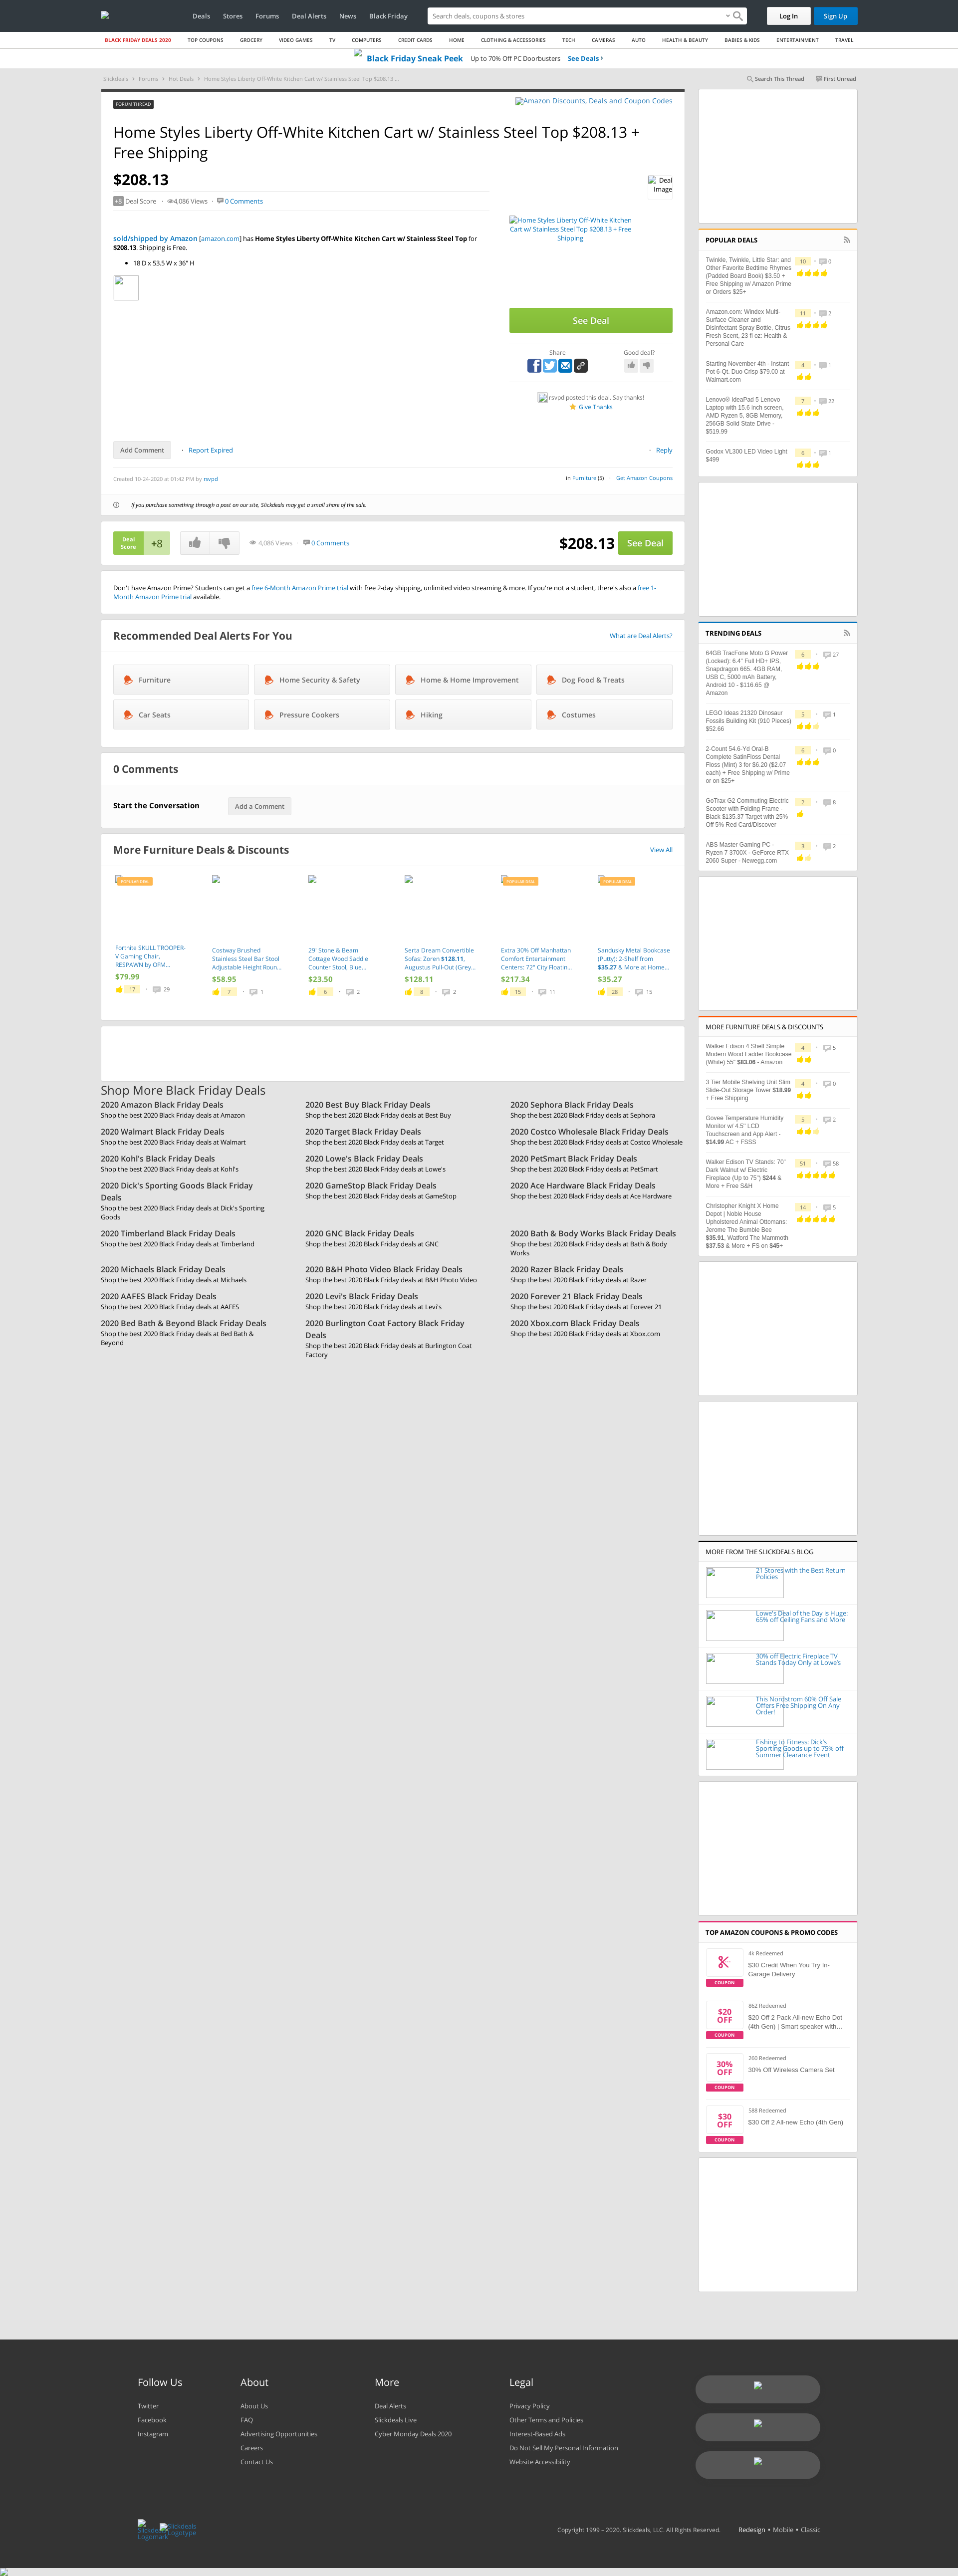 Deals Stores Forums Deal Alerts News Black Friday
Search deals, coupons & stores
Log In
Sign Up
BLACK FRIDAY DEALS 2020 TOP COUPONS GROCERY VIDEO GAMES TV COMPUTERS CREDIT CARDS HOME CLOTHING & ACCESSORIES TECH CAMERAS AUTO HEALTH & BEAUTY BABIES & KIDS ENTERTAINMENT TRAVEL
Black Friday Sneak Peek Up to 70% Off PC Doorbusters See Deals
Slickdeals Forums Hot Deals Home Styles Liberty Off-White Kitchen Cart w/ Stainless Steel Top $208.13 ...
Search This Thread First Unread
FORUM THREAD
Amazon Discounts, Deals and Coupon Codes
Home Styles Liberty Off-White Kitchen Cart w/ Stainless Steel Top $208.13 +
Free Shipping
$208.13
Deal
Image
+8 Deal Score 4,086 Views 0 Comments
Home Styles Liberty Off-White
Kitchen Cart w/ Stainless Steel
Top $208.13 + Free
Shipping
sold/shipped by Amazon [amazon.com] has Home Styles Liberty Off-White Kitchen Cart w/ Stainless Steel Top for
$208.13. Shipping is Free.
18 D x 53.5 W x 36" H
See Deal
Share
Good deal?
rsvpd posted this deal. Say thanks!
Give Thanks
Add Comment
Report Expired
Reply
Created 10-24-2020 at 01:42 PM by rsvpd
in Furniture (5) Get Amazon Coupons
If you purchase something through a post on our site, Slickdeals may get a small share of the sale.
Deal
Score
+8
4,086 Views 0 Comments
$208.13
See Deal
Don't have Amazon Prime? Students can get a free 6-Month Amazon Prime trial with free 2-day shipping, unlimited video streaming & more. If you're not a student, there's also a free 1-
Month Amazon Prime trial available.
Recommended Deal Alerts For You
What are Deal Alerts?
Furniture
Home Security & Safety
Home & Home Improvement
Dog Food & Treats
Car Seats
Pressure Cookers
Hiking
Costumes
0 Comments
Start the Conversation
Add a Comment
More Furniture Deals & Discounts
View All
POPULAR DEAL
Fortnite SKULL TROOPER-
V Gaming Chair,
RESPAWN by OFM...
$79.99
17 29
Costway Brushed
Stainless Steel Bar Stool
Adjustable Height Roun...
$58.95
7 1
29' Stone & Beam
Cottage Wood Saddle
Counter Stool, Blue...
$23.50
6 2
Serta Dream Convertible
Sofas: Zoren $128.11,
Augustus Pull-Out (Grey...
$128.11
8 2
POPULAR DEAL
Extra 30% Off Manhattan
Comfort Entertainment
Centers: 72" City Floatin...
$217.34
15 11
POPULAR DEAL
Sandusky Metal Bookcase
(Putty): 2-Shelf from
$35.27 & More at Home...
$35.27
28 15
Shop More Black Friday Deals
2020 Amazon Black Friday Deals
Shop the best 2020 Black Friday deals at Amazon
2020 Best Buy Black Friday Deals
Shop the best 2020 Black Friday deals at Best Buy
2020 Sephora Black Friday Deals
Shop the best 2020 Black Friday deals at Sephora
2020 Walmart Black Friday Deals
Shop the best 2020 Black Friday deals at Walmart
2020 Target Black Friday Deals
Shop the best 2020 Black Friday deals at Target
2020 Costco Wholesale Black Friday Deals
Shop the best 2020 Black Friday deals at Costco Wholesale
2020 Kohl's Black Friday Deals
Shop the best 2020 Black Friday deals at Kohl's
2020 Lowe's Black Friday Deals
Shop the best 2020 Black Friday deals at Lowe's
2020 PetSmart Black Friday Deals
Shop the best 2020 Black Friday deals at PetSmart
2020 Dick's Sporting Goods Black Friday
Deals
Shop the best 2020 Black Friday deals at Dick's Sporting
Goods
2020 GameStop Black Friday Deals
Shop the best 2020 Black Friday deals at GameStop
2020 Ace Hardware Black Friday Deals
Shop the best 2020 Black Friday deals at Ace Hardware
2020 Timberland Black Friday Deals
Shop the best 2020 Black Friday deals at Timberland
2020 GNC Black Friday Deals
Shop the best 2020 Black Friday deals at GNC
2020 Bath & Body Works Black Friday Deals
Shop the best 2020 Black Friday deals at Bath & Body
Works
2020 Michaels Black Friday Deals
Shop the best 2020 Black Friday deals at Michaels
2020 B&H Photo Video Black Friday Deals
Shop the best 2020 Black Friday deals at B&H Photo Video
2020 Razer Black Friday Deals
Shop the best 2020 Black Friday deals at Razer
2020 AAFES Black Friday Deals
Shop the best 2020 Black Friday deals at AAFES
2020 Levi's Black Friday Deals
Shop the best 2020 Black Friday deals at Levi's
2020 Forever 21 Black Friday Deals
Shop the best 2020 Black Friday deals at Forever 21
2020 Bed Bath & Beyond Black Friday Deals
Shop the best 2020 Black Friday deals at Bed Bath &
Beyond
2020 Burlington Coat Factory Black Friday
Deals
Shop the best 2020 Black Friday deals at Burlington Coat
Factory
2020 Xbox.com Black Friday Deals
Shop the best 2020 Black Friday deals at Xbox.com
POPULAR DEALS
Twinkle, Twinkle, Little Star: and
Other Favorite Bedtime Rhymes
(Padded Board Book) $3.50 +
Free Shipping w/ Amazon Prime
or Orders $25+
10 0
Amazon.com: Windex Multi-
Surface Cleaner and
Disinfectant Spray Bottle, Citrus
Fresh Scent, 23 fl oz: Health &
Personal Care
11 2
Starting November 4th - Instant
Pot 6-Qt. Duo Crisp $79.00 at
Walmart.com
4 1
Lenovo® IdeaPad 5 Lenovo
Laptop with 15.6 inch screen,
AMD Ryzen 5, 8GB Memory,
256GB Solid State Drive -
$519.99
7 22
Godox VL300 LED Video Light
$499
6 1
TRENDING DEALS
64GB TracFone Moto G Power
(Locked): 6.4" Full HD+ IPS,
Snapdragon 665. 4GB RAM,
USB C, 5000 mAh Battery,
Android 10 - $116.65 @
Amazon
6 27
LEGO Ideas 21320 Dinosaur
Fossils Building Kit (910 Pieces)
$52.66
5 1
2-Count 54.6-Yd Oral-B
Complete SatinFloss Dental
Floss (Mint) 3 for $6.20 ($2.07
each) + Free Shipping w/ Prime
or on $25+
6 0
GoTrax G2 Commuting Electric
Scooter with Folding Frame -
Black $135.37 Target with 25%
Off 5% Red Card/Discover
2 8
ABS Master Gaming PC -
Ryzen 7 3700X - GeForce RTX
2060 Super - Newegg.com
3 2
MORE FURNITURE DEALS & DISCOUNTS
Walker Edison 4 Shelf Simple
Modern Wood Ladder Bookcase
(White) 55" $83.06 - Amazon
4 5
3 Tier Mobile Shelving Unit Slim
Slide-Out Storage Tower $18.99
+ Free Shipping
4 0
Govee Temperature Humidity
Monitor w/ 4.5" LCD
Touchscreen and App Alert -
$14.99 AC + FSSS
5 2
Walker Edison TV Stands: 70"
Dark Walnut w/ Electric
Fireplace (Up to 75") $244 &
More + Free S&H
51 58
Christopher Knight X Home
Depot | Noble House
Upholstered Animal Ottomans:
Jerome The Bumble Bee
$35.91, Watford The Mammoth
$37.53 & More + FS on $45+
14 5
MORE FROM THE SLICKDEALS BLOG
21 Stores with the Best Return
Policies
Lowe's Deal of the Day is Huge:
65% off Ceiling Fans and More
30% off Electric Fireplace TV
Stands Today Only at Lowe's
This Nordstrom 60% Off Sale
Offers Free Shipping On Any
Order!
Fishing to Fitness: Dick's
Sporting Goods up to 75% off
Summer Clearance Event
TOP AMAZON COUPONS & PROMO CODES
COUPON
4k Redeemed
$30 Credit When You Try In-
Garage Delivery
$20
OFF
COUPON
862 Redeemed
$20 Off 2 Pack All-new Echo Dot
(4th Gen) | Smart speaker with...
30%
OFF
COUPON
260 Redeemed
30% Off Wireless Camera Set
$30
OFF
COUPON
588 Redeemed
$30 Off 2 All-new Echo (4th Gen)
Follow Us
Twitter
Facebook
Instagram
About
About Us
FAQ
Advertising Opportunities
Careers
Contact Us
More
Deal Alerts
Slickdeals Live
Cyber Monday Deals 2020
Legal
Privacy Policy
Other Terms and Policies
Interest-Based Ads
Do Not Sell My Personal Information
Website Accessibility
Slickdeals
Logomark
Slickdeals
Logotype
Copyright 1999 – 2020. Slickdeals, LLC. All Rights Reserved. Redesign • Mobile • Classic